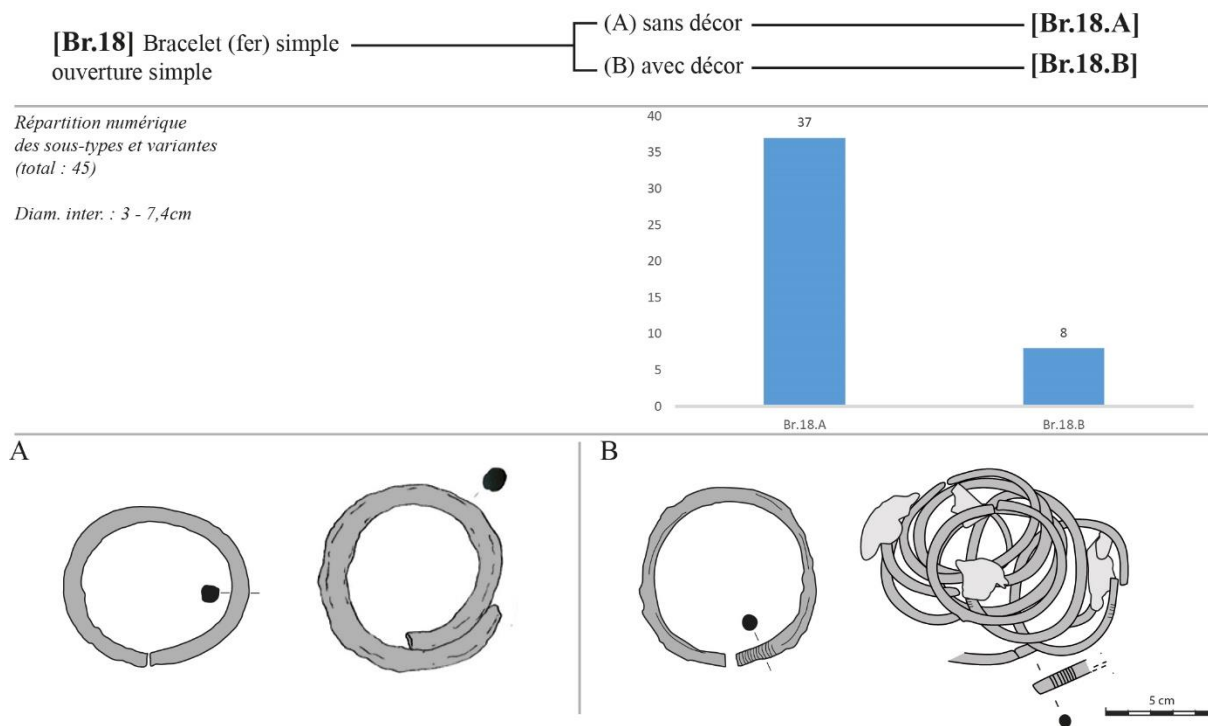 [Br.18] Bracelet (fer) simple
ouverture simple
(A) sans décor
[Br.18.A]
(B) avec décor
[Br.18.B]
Répartition numérique
des sous-types et variantes
(total : 45)
Diam. inter. : 3 - 7,4cm
40
35
30
25
20
15
10
5
0
37
8
Br.18.A
Br.18.B
A
B
5 cm